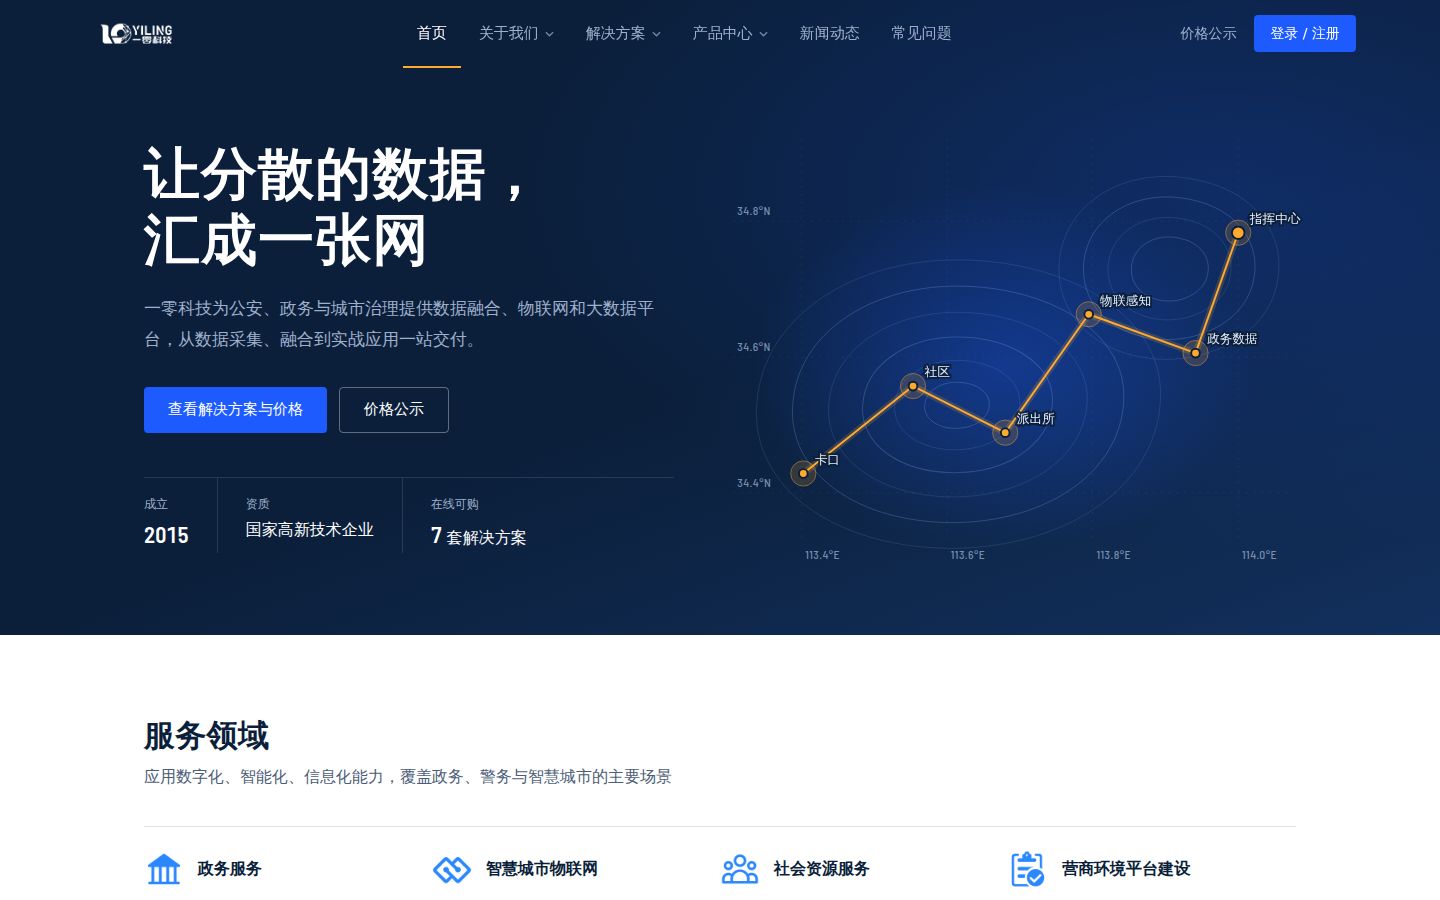 YILING
一零科技
首页
关于我们
解决方案
产品中心
新闻动态
常见问题
价格公示
登录 / 注册
让分散的数据，
汇成一张网
一零科技为公安、政务与城市治理提供数据融合、物联网和大数据平
台，从数据采集、融合到实战应用一站交付。
查看解决方案与价格
价格公示
成立
2015
资质
国家高新技术企业
在线可购
7 套解决方案
34.8°N
34.6°N
34.4°N
113.4°E
113.6°E
113.8°E
114.0°E
卡口
社区
派出所
物联感知
政务数据
指挥中心
服务领域
应用数字化、智能化、信息化能力，覆盖政务、警务与智慧城市的主要场景
政务服务
智慧城市物联网
社会资源服务
营商环境平台建设